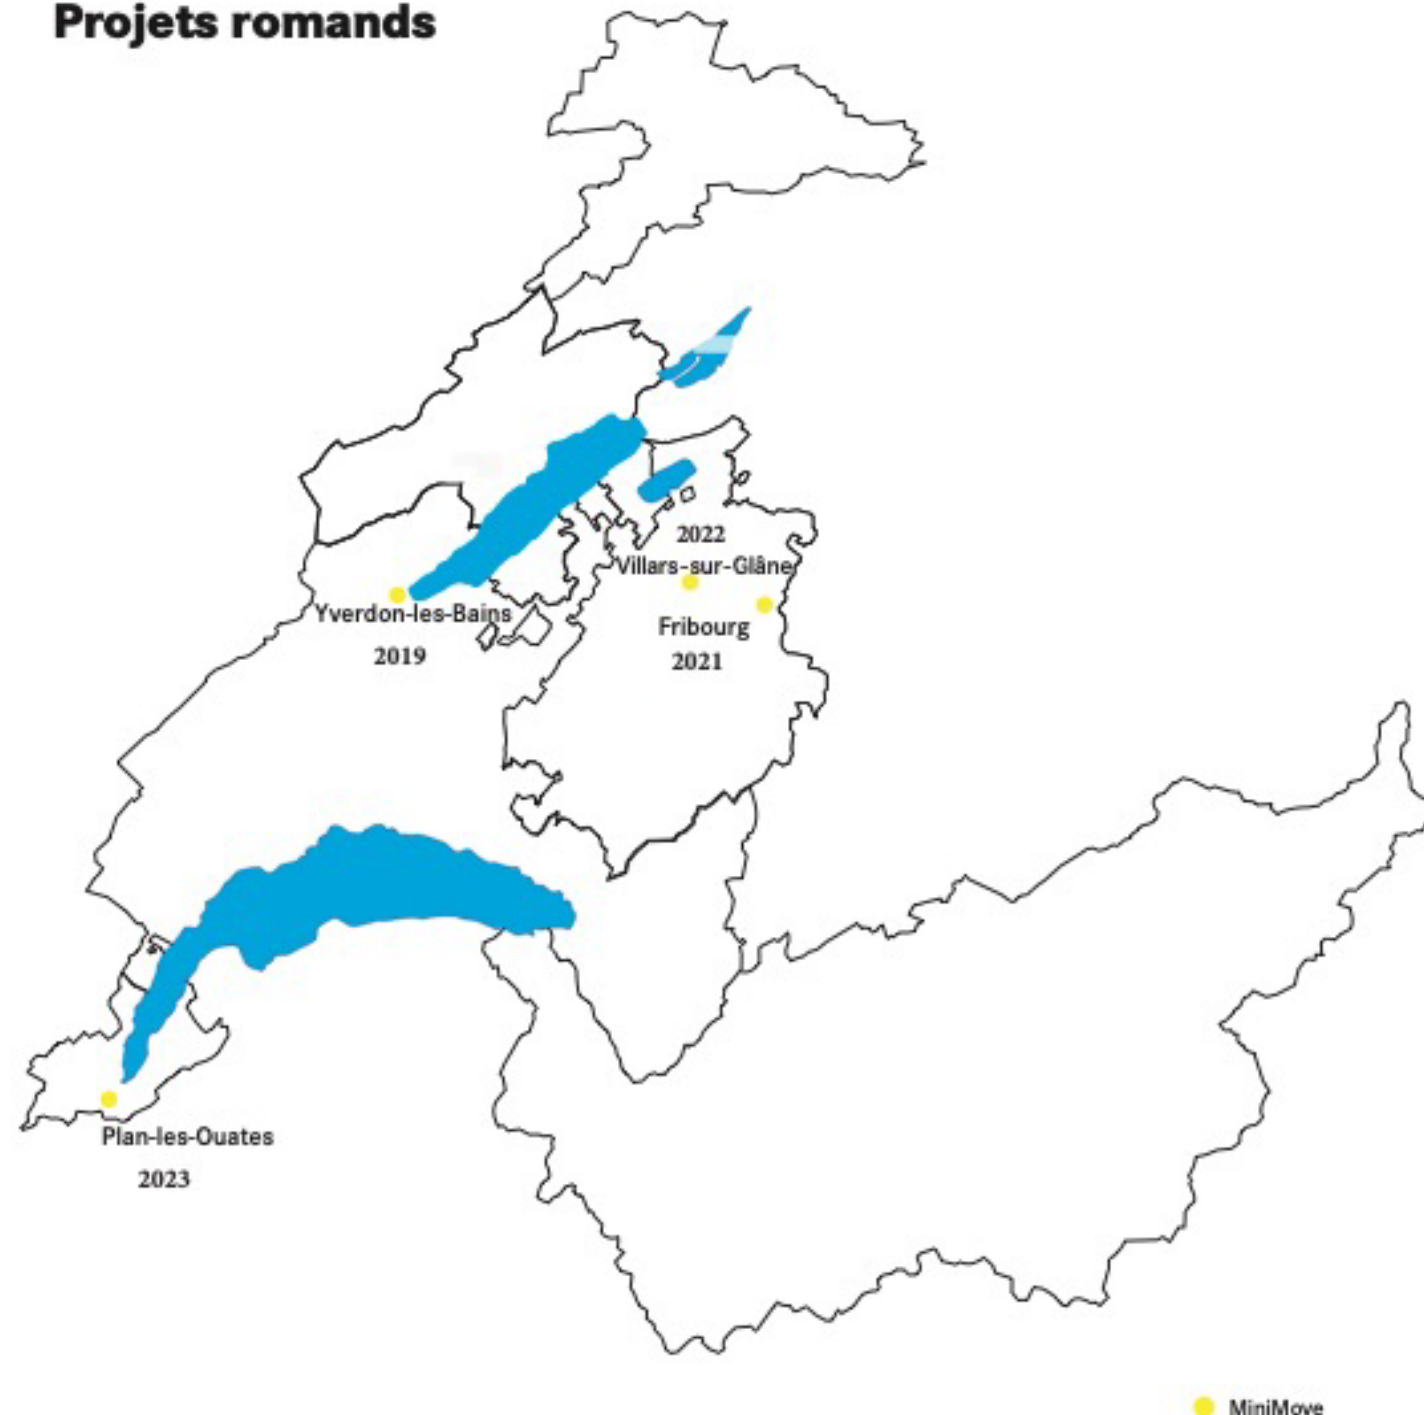 Projets romands
2022
Villars-sur-Glâne
Yverdon-les-Bains
2019
Fribourg
2021
Plan-les-Ouates
2023
MiniMove